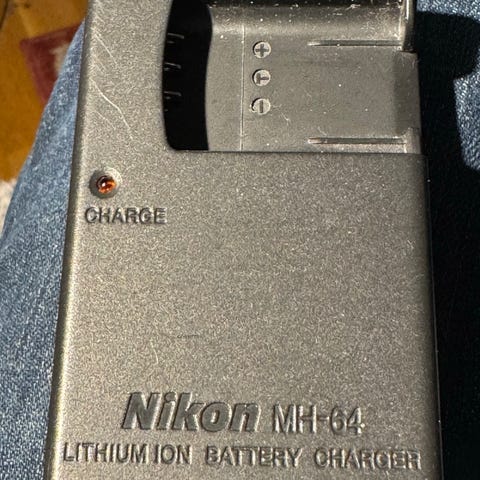 +
T
−
CHARGE
Nikon MH-64
LITHIUM ION BATTERY CHARGER